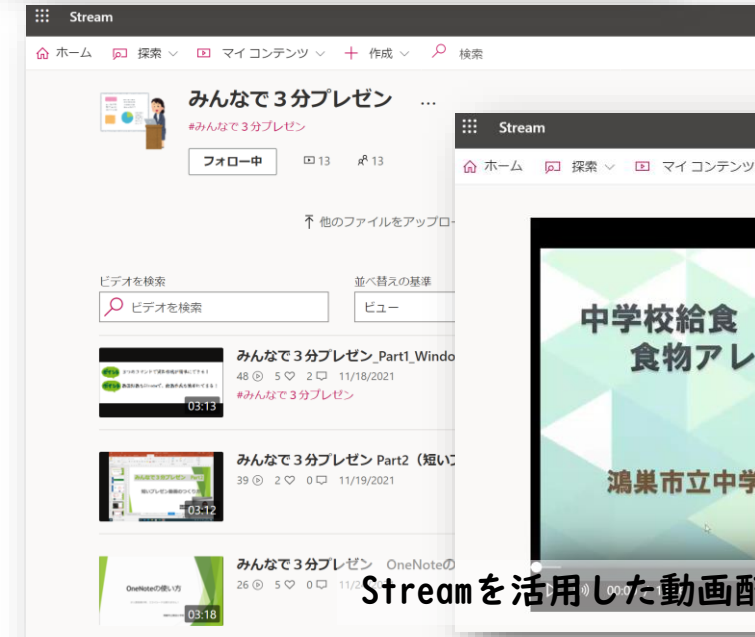 Stream
ホーム 探索 マイ コンテンツ 作成 検索
みんなで３分プレゼン ...
#みんなで３分プレゼン
フォロー中 13 13
他のファイルをアップロー
ビデオを検索 並べ替えの基準
ビデオを検索 ビュー
みんなで３分プレゼン_Part1_Windo
48 5 2 11/18/2021
#みんなで３分プレゼン
03:13
みんなで３分プレゼン Part2（短い
39 2 0 11/19/2021
03:12
みんなで３分プレゼン OneNoteの
26 5 0 11/2
OneNoteの使い方
03:18
Stream
ホーム 探索 マイ コンテンツ
中学校給食
食物アレ
鴻巣市立中学
00:0
Streamを活用した動画配